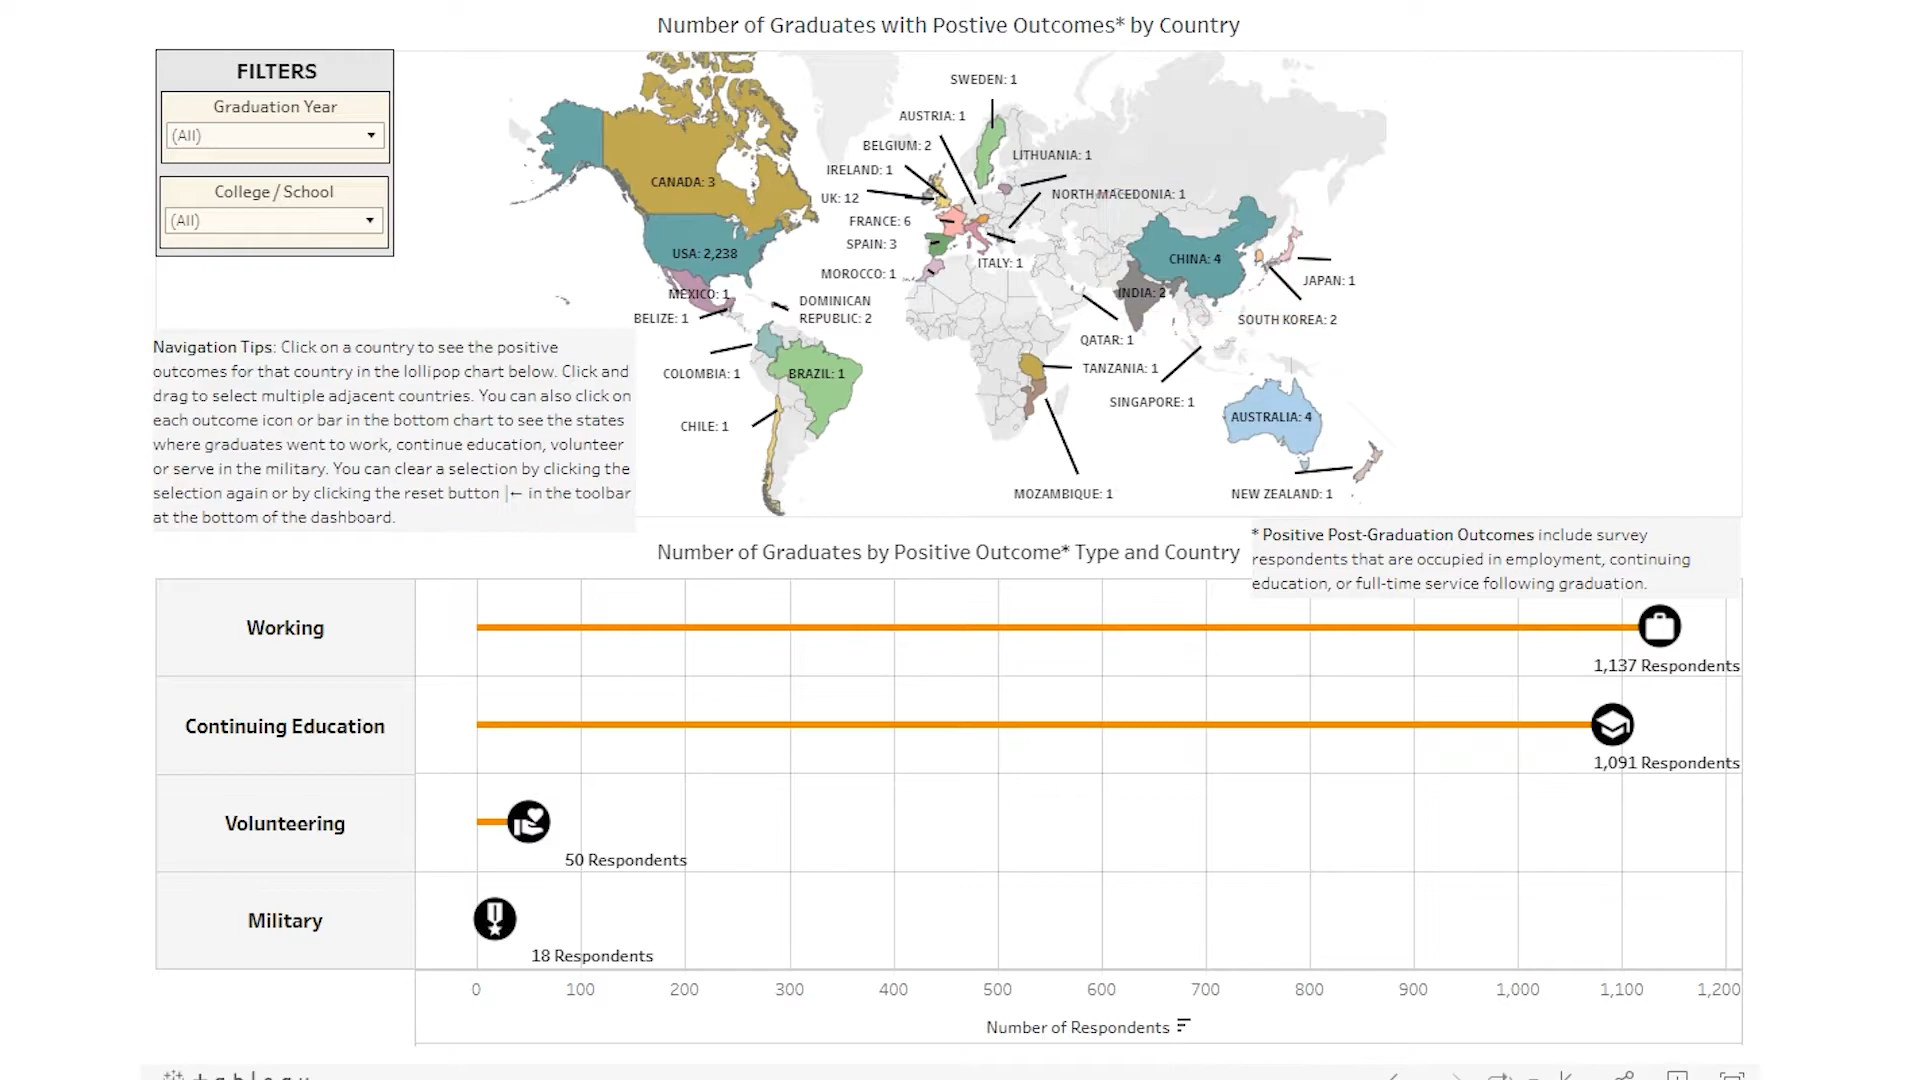 Number of Graduates with Postive Outcomes* by Country
FILTERS
Graduation Year
(All)
College / School
(All)
SWEDEN: 1
AUSTRIA: 1
BELGIUM: 2
LITHUANIA: 1
IRELAND: 1
CANADA: 3
UK: 12
NORTH MACEDONIA: 1
FRANCE: 6
SPAIN: 3
USA: 2,238
ITALY: 1
CHINA: 4
MOROCCO: 1
JAPAN: 1
MEXICO: 1
INDIA: 2
DOMINICAN
REPUBLIC: 2
BELIZE: 1
SOUTH KOREA: 2
QATAR: 1
COLOMBIA: 1
BRAZIL: 1
TANZANIA: 1
SINGAPORE: 1
AUSTRALIA: 4
CHILE: 1
MOZAMBIQUE: 1
NEW ZEALAND: 1
Navigation Tips: Click on a country to see the positive
outcomes for that country in the lollipop chart below. Click and
drag to select multiple adjacent countries. You can also click on
each outcome icon or bar in the bottom chart to see the states
where graduates went to work, continue education, volunteer
or serve in the military. You can clear a selection by clicking the
selection again or by clicking the reset button |← in the toolbar
at the bottom of the dashboard.
* Positive Post-Graduation Outcomes include survey
respondents that are occupied in employment, continuing
education, or full-time service following graduation.
Number of Graduates by Positive Outcome* Type and Country
Working
1,137 Respondents
Continuing Education
1,091 Respondents
Volunteering
50 Respondents
Military
18 Respondents
0 100 200 300 400 500 600 700 800 900 1,000 1,100 1,200
Number of Respondents
tableau